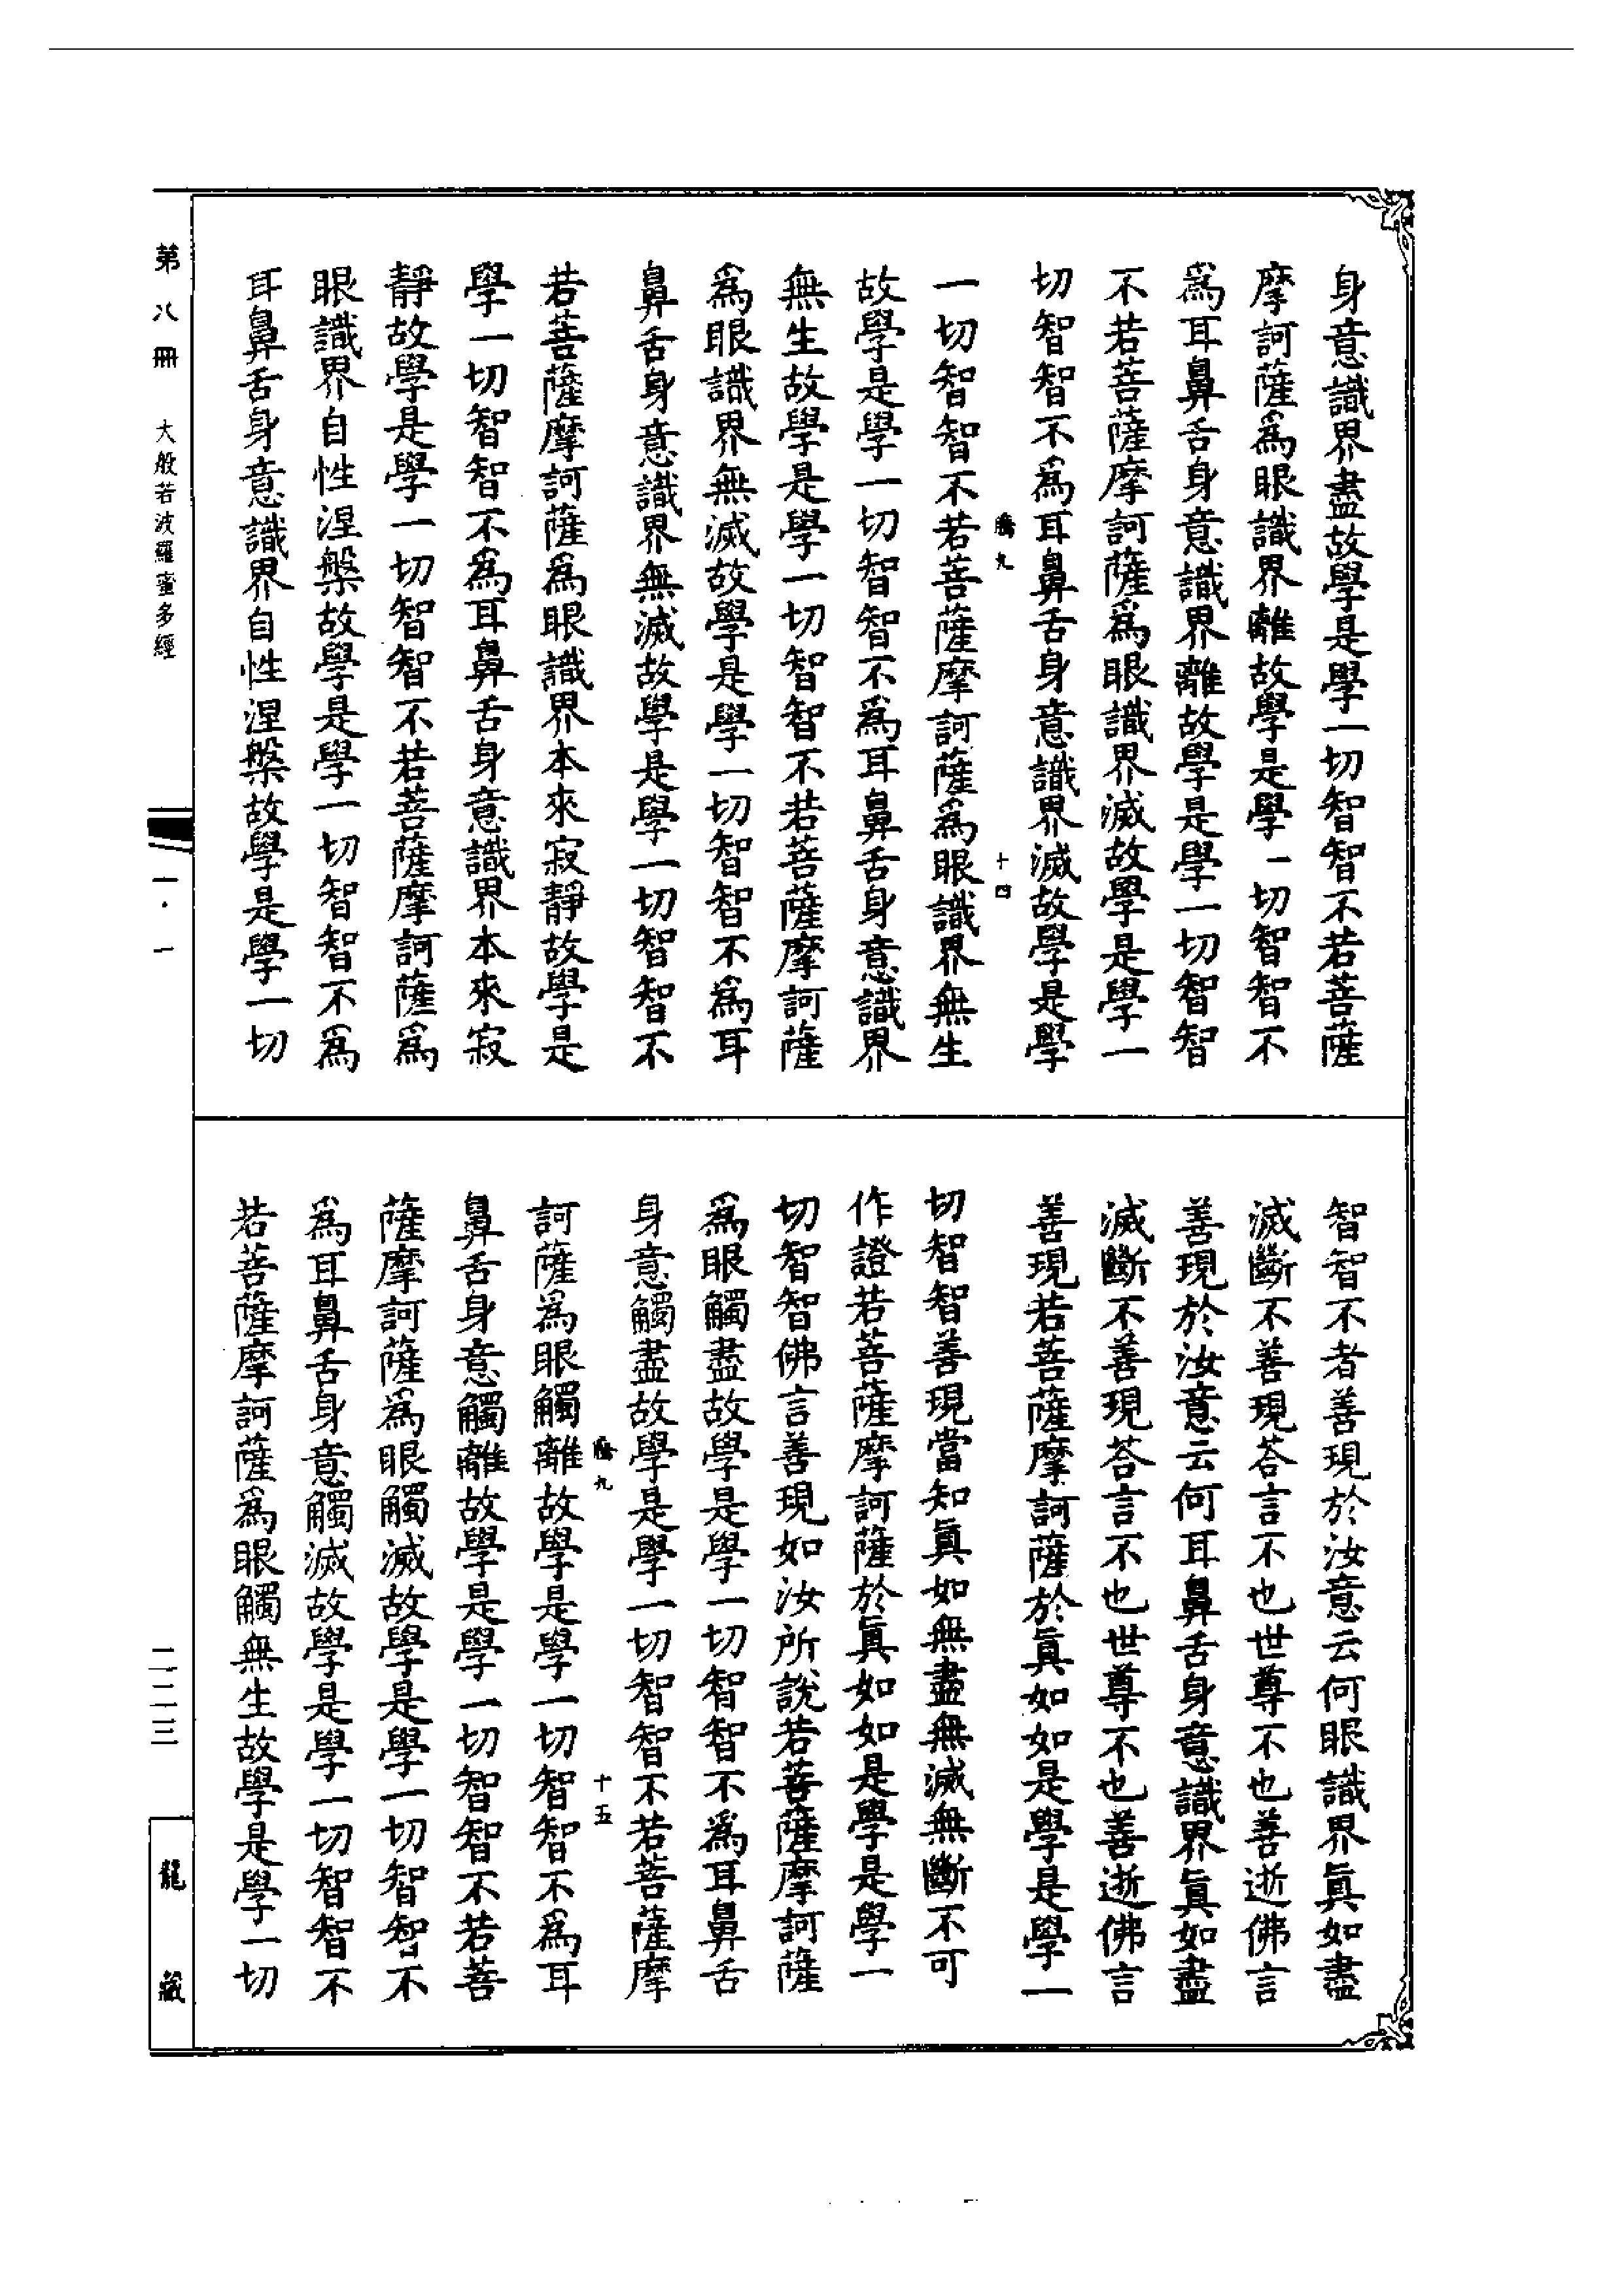 身意識界盡故學是學一切智智不若菩薩
摩訶薩爲眼識界離故學是學一切智智不
爲耳鼻舌身意識界離故學是學一切智智
不若菩薩摩訶薩爲眼識界滅故學是學一
切智智不爲耳鼻舌身意識界滅故學是學
騰九 十四
一切智智不若菩薩摩訶薩爲眼識界無生
故學是學一切智智不爲耳鼻舌身意識界
無生故學是學一切智智不若菩薩摩訶薩
爲眼識界無滅故學是學一切智智不爲耳
鼻舌身意識界無滅故學是學一切智智不
若菩薩摩訶薩爲眼識界本來寂靜故學是
學一切智智不爲耳鼻舌身意識界本來寂
靜故學是學一切智智不若菩薩摩訶薩爲
眼識界自性涅槃故學是學一切智智不爲
耳鼻舌身意識界自性涅槃故學是學一切
智智不者善現於汝意云何眼識界眞如盡
滅斷不善現荅言不也世尊不也善逝佛言
善現於汝意云何耳鼻舌身意識界眞如盡
滅斷不善現荅言不也世尊不也善逝佛言
善現若菩薩摩訶薩於眞如如是學是學一
切智智善現當知眞如無盡無滅無斷不可
作證若菩薩摩訶薩於眞如如是學是學一
切智智佛言善現如汝所說若菩薩摩訶薩
爲眼觸盡故學是學一切智智不爲耳鼻舌
身意觸盡故學是學一切智智不若菩薩摩
騰九 十五
訶薩爲眼觸離故學是學一切智智不爲耳
鼻舌身意觸離故學是學一切智智不若菩
薩摩訶薩爲眼觸滅故學是學一切智智不
爲耳鼻舌身意觸滅故學是學一切智智不
若菩薩摩訶薩爲眼觸無生故學是學一切
第八冊 大般若波羅蜜多經 一·一 二二三 龍藏